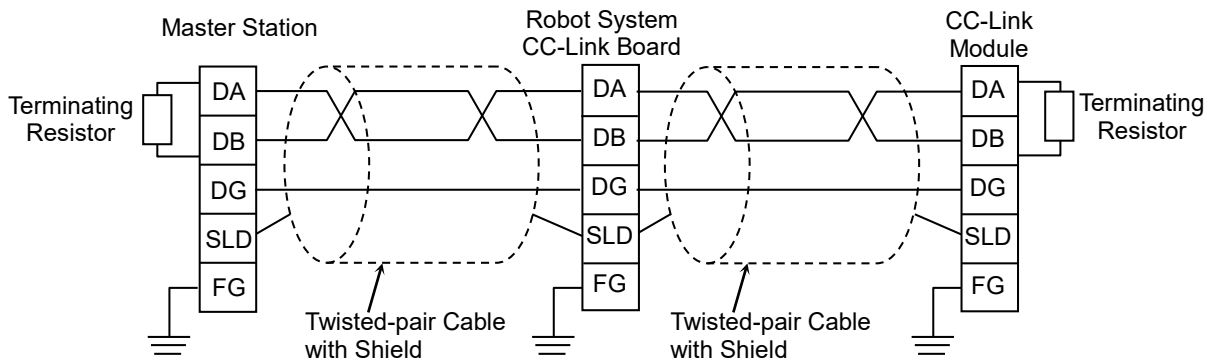 Master Station
Robot System
CC-Link Board
CC-Link
Module
Terminating
Resistor
DA
DB
DG
SLD
FG
DA
DB
DG
SLD
FG
DA
DB
DG
SLD
FG
Terminating
Resistor
Twisted-pair Cable
with Shield
Twisted-pair Cable
with Shield